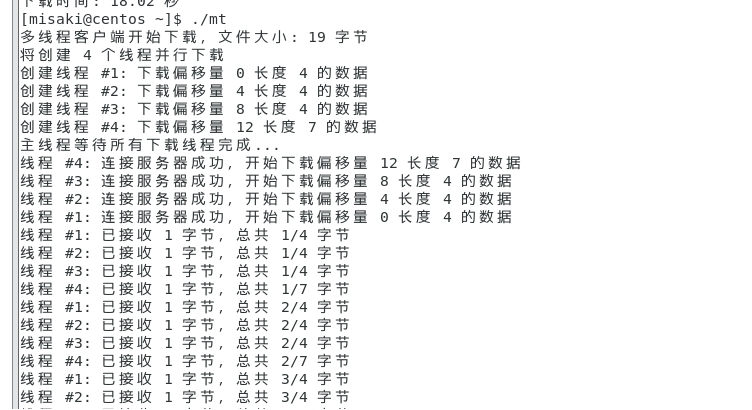 下载时间: 18.02 秒
[misaki@centos ~]$ ./mt
多线程客户端开始下载, 文件大小: 19 字节
将创建 4 个线程并行下载
创建线程 #1: 下载偏移量 0 长度 4 的数据
创建线程 #2: 下载偏移量 4 长度 4 的数据
创建线程 #3: 下载偏移量 8 长度 4 的数据
创建线程 #4: 下载偏移量 12 长度 7 的数据
主线程等待所有下载线程完成...
线程 #4: 连接服务器成功, 开始下载偏移量 12 长度 7 的数据
线程 #3: 连接服务器成功, 开始下载偏移量 8 长度 4 的数据
线程 #2: 连接服务器成功, 开始下载偏移量 4 长度 4 的数据
线程 #1: 连接服务器成功, 开始下载偏移量 0 长度 4 的数据
线程 #1: 已接收 1 字节, 总共 1/4 字节
线程 #2: 已接收 1 字节, 总共 1/4 字节
线程 #3: 已接收 1 字节, 总共 1/4 字节
线程 #4: 已接收 1 字节, 总共 1/7 字节
线程 #1: 已接收 1 字节, 总共 2/4 字节
线程 #2: 已接收 1 字节, 总共 2/4 字节
线程 #3: 已接收 1 字节, 总共 2/4 字节
线程 #4: 已接收 1 字节, 总共 2/7 字节
线程 #1: 已接收 1 字节, 总共 3/4 字节
线程 #2: 已接收 1 字节, 总共 3/4 字节